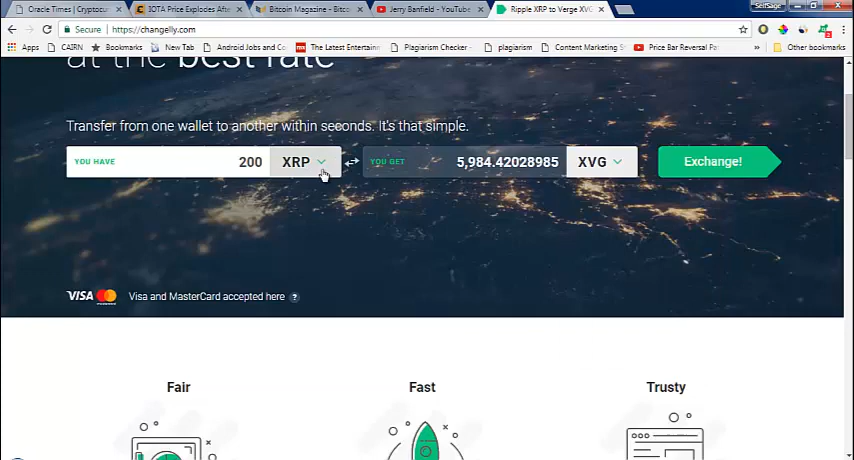 Oracle Times | Cryptocu
IOTA Price Explodes Afte
Bitcoin Magazine - Bitco
Jerry Banfield - YouTube
Ripple XRP to Verge XVG
SelfSage
Secure
https://changelly.com
Apps
CAIRN
Bookmarks
New Tab
Android Jobs and Co
The Latest Entertain
Plagiarism Checker -
plagiarism
Content Marketing St
Price Bar Reversal Pa
»
Other bookmarks
at the best rate
Transfer from one wallet to another within seconds. It's that simple.
YOU HAVE 200 XRP
YOU GET 5,984.42028985 XVG
Exchange!
VISA
Visa and MasterCard accepted here ?
Fair
Fast
Trusty